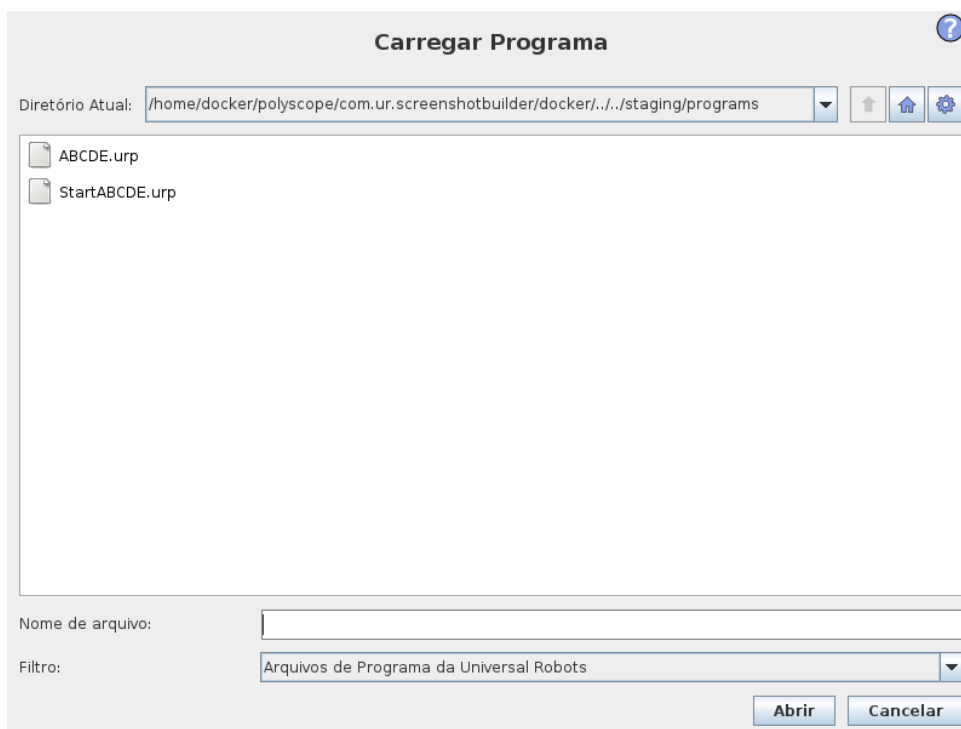 Carregar Programa
?
Diretório Atual: /home/docker/polyscope/com.ur.screenshotbuilder/docker/../../staging/programs
ABCDE.urp
StartABCDE.urp
Nome de arquivo:
Filtro: Arquivos de Programa da Universal Robots
Abrir Cancelar